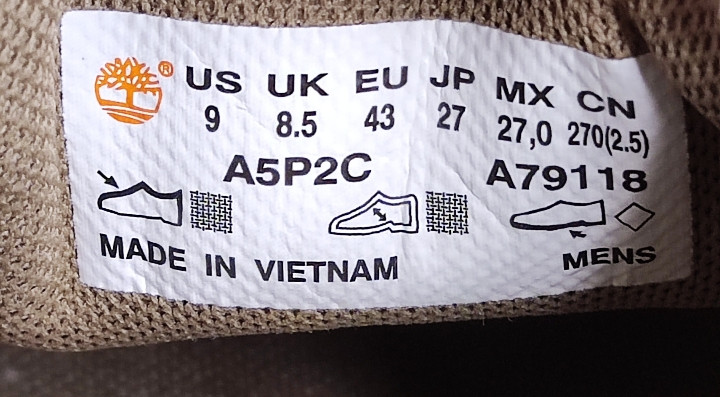 ® US UK EU JP MX CN
9 8.5 43 27 27,0 270(2.5)
A5P2C A79118
MADE IN VIETNAM MENS